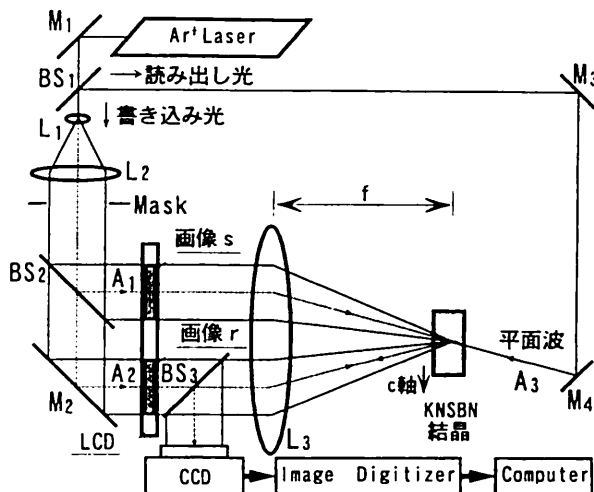 M1
Ar+ Laser
BS1
→読み出し光
M3
L1
↓書き込み光
L2
f
Mask
画像s
BS2
A1
画像r
平面波
A2
BS3
c軸
A3
M2
KNSBN
結晶
M4
LCD
L3
CCD
Image Digitizer
Computer